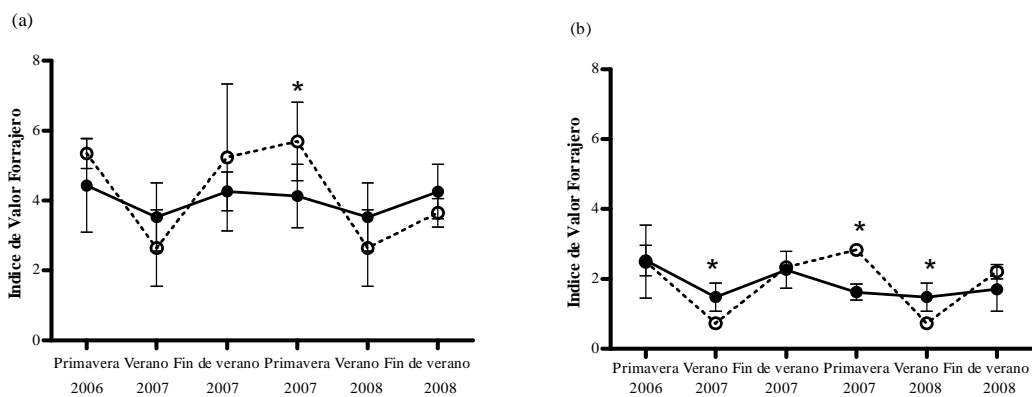 (a)
8
6
4
2
0
Indice de Valor Forrajero
*
Primavera Verano Fin de verano Primavera Verano Fin de verano
2006 2007 2007 2007 2008 2008
(b)
8
6
4
2
0
Indice de Valor Forrajero
* * *
Primavera Verano Fin de verano Primavera Verano Fin de verano
2006 2007 2007 2007 2008 2008